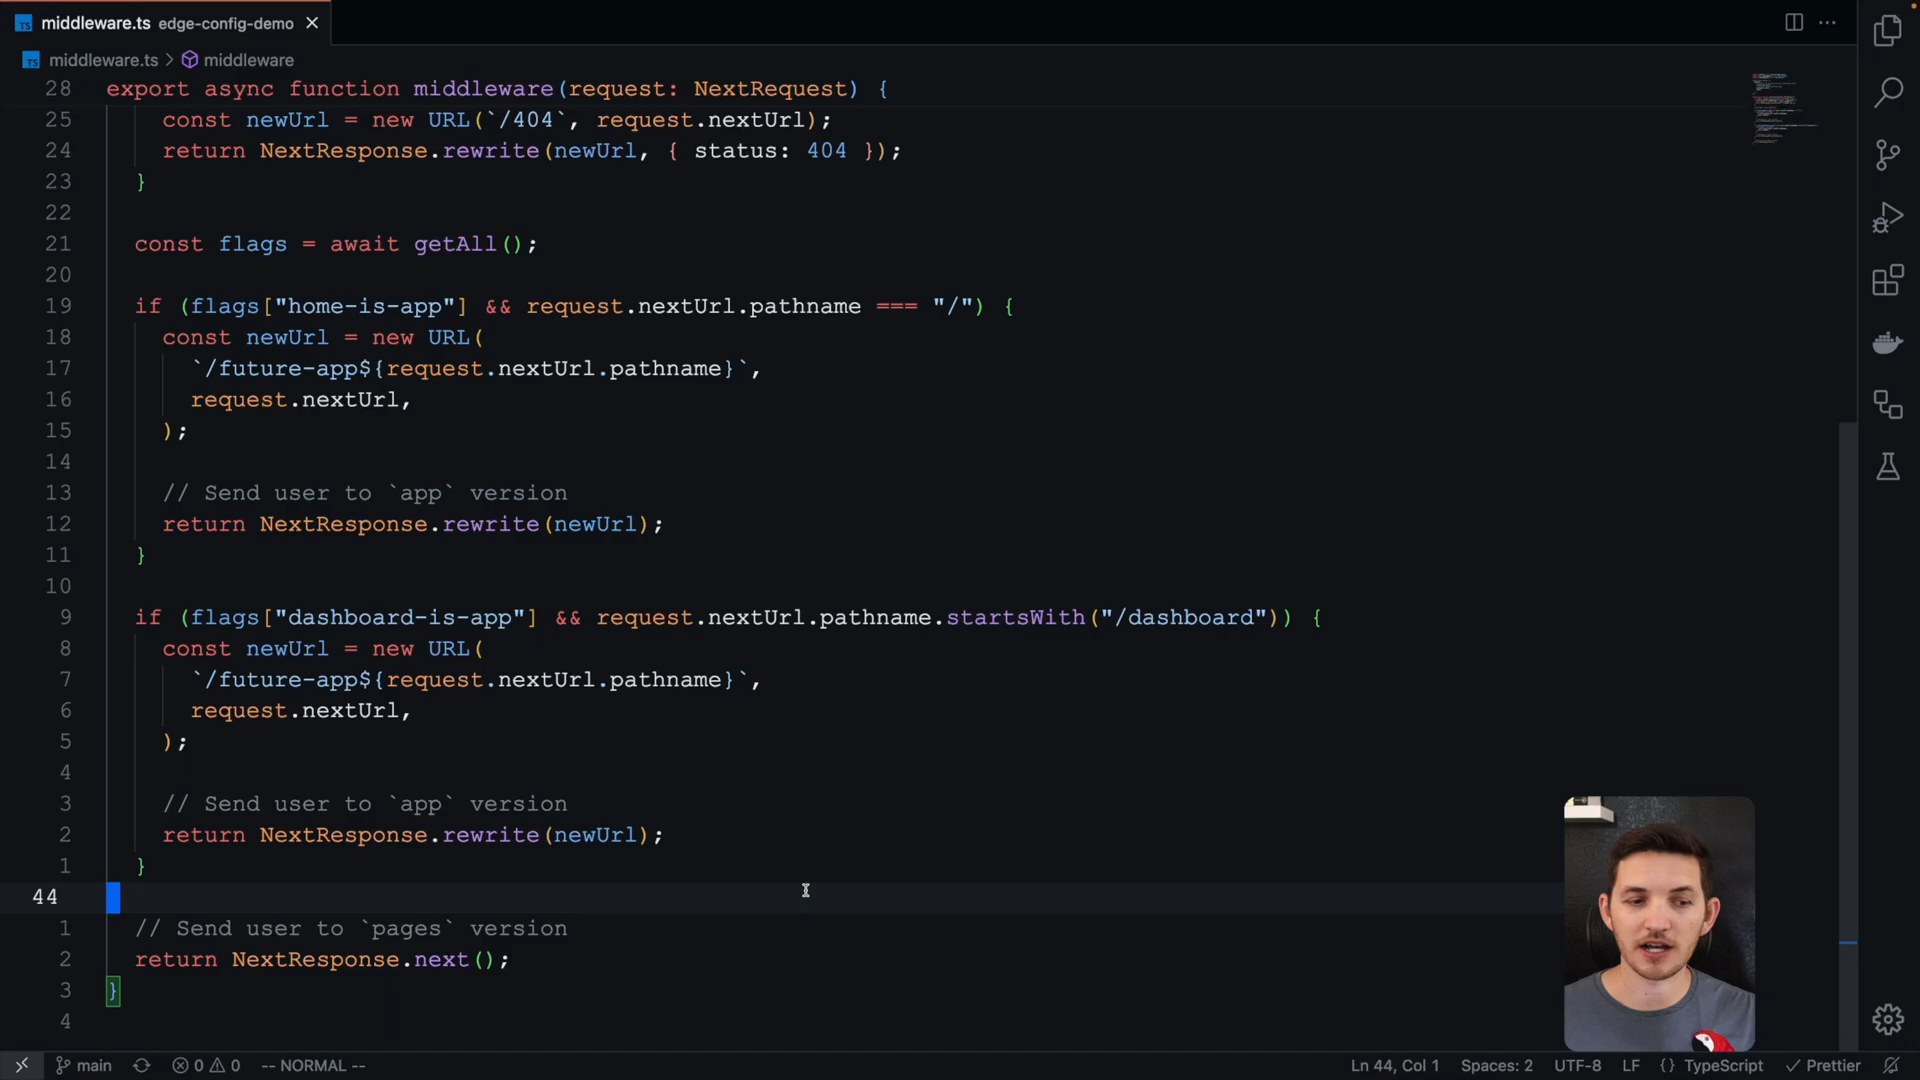 middleware.ts edge-config-demo
middleware.ts > middleware
28 export async function middleware(request: NextRequest) {
25 const newUrl = new URL(`/404`, request.nextUrl);
24 return NextResponse.rewrite(newUrl, { status: 404 });
23 }
22
21 const flags = await getAll();
20
19 if (flags["home-is-app"] && request.nextUrl.pathname === "/") {
18 const newUrl = new URL(
17 `/future-app${request.nextUrl.pathname}`,
16 request.nextUrl,
15 );
14
13 // Send user to `app` version
12 return NextResponse.rewrite(newUrl);
11 }
10
9 if (flags["dashboard-is-app"] && request.nextUrl.pathname.startsWith("/dashboard")) {
8 const newUrl = new URL(
7 `/future-app${request.nextUrl.pathname}`,
6 request.nextUrl,
5 );
4
3 // Send user to `app` version
2 return NextResponse.rewrite(newUrl);
1 }
44
1 // Send user to `pages` version
2 return NextResponse.next();
3 }
4
main 0 0 -- NORMAL -- Ln 44, Col 1 Spaces: 2 UTF-8 LF {} TypeScript Prettier